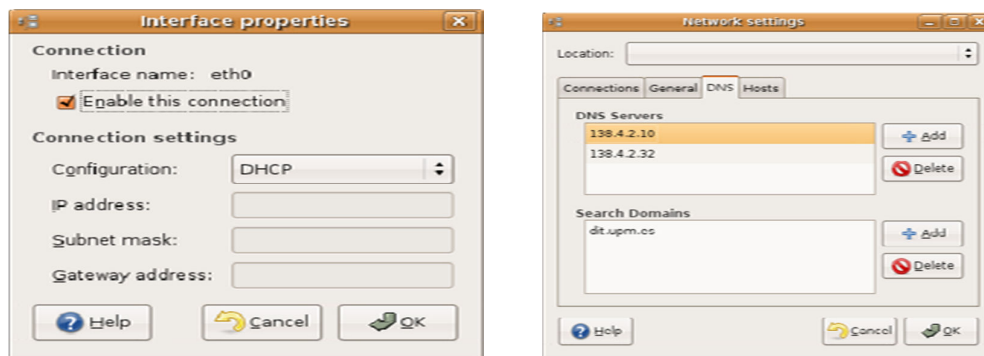 Interface properties
Connection
Interface name: eth0
Enable this connection
Connection settings
Configuration: DHCP
IP address:
Subnet mask:
Gateway address:
Help Cancel OK
Network settings
Location:
Connections General DNS Hosts
DNS Servers
138.4.2.10
138.4.2.32
Add
Delete
Search Domains
dit.upm.es
Add
Delete
Help Cancel OK